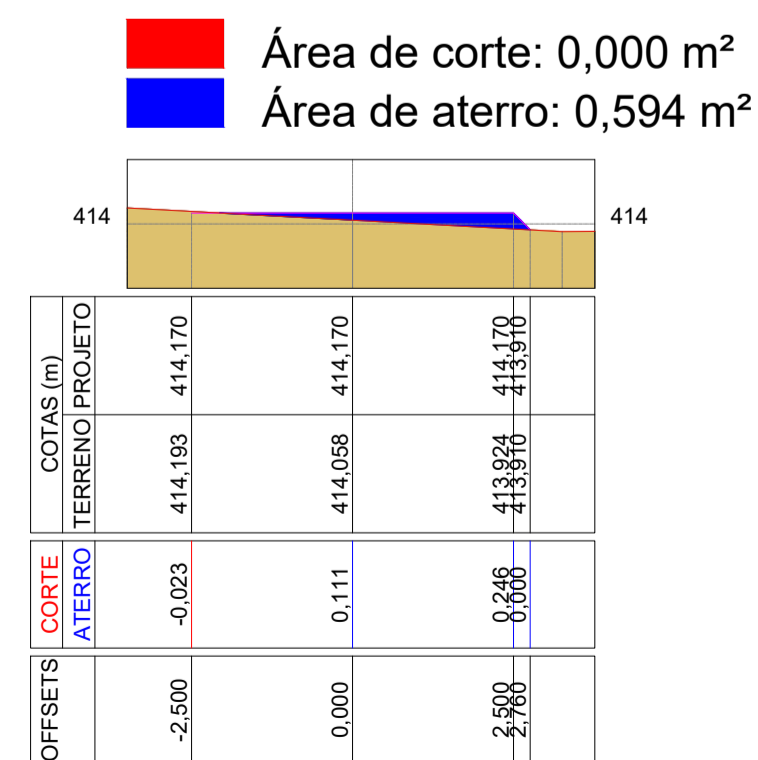 Área de corte: 0,000 m²
Área de aterro: 0,594 m²
414
414
COTAS (m)
PROJETO
414,170
414,170
414,170
413,910
TERRENO
414,193
414,058
413,924
413,910
CORTE
ATERRO
-0,023
0,111
0,246
0,000
OFFSETS
-2,500
0,000
2,500
2,760